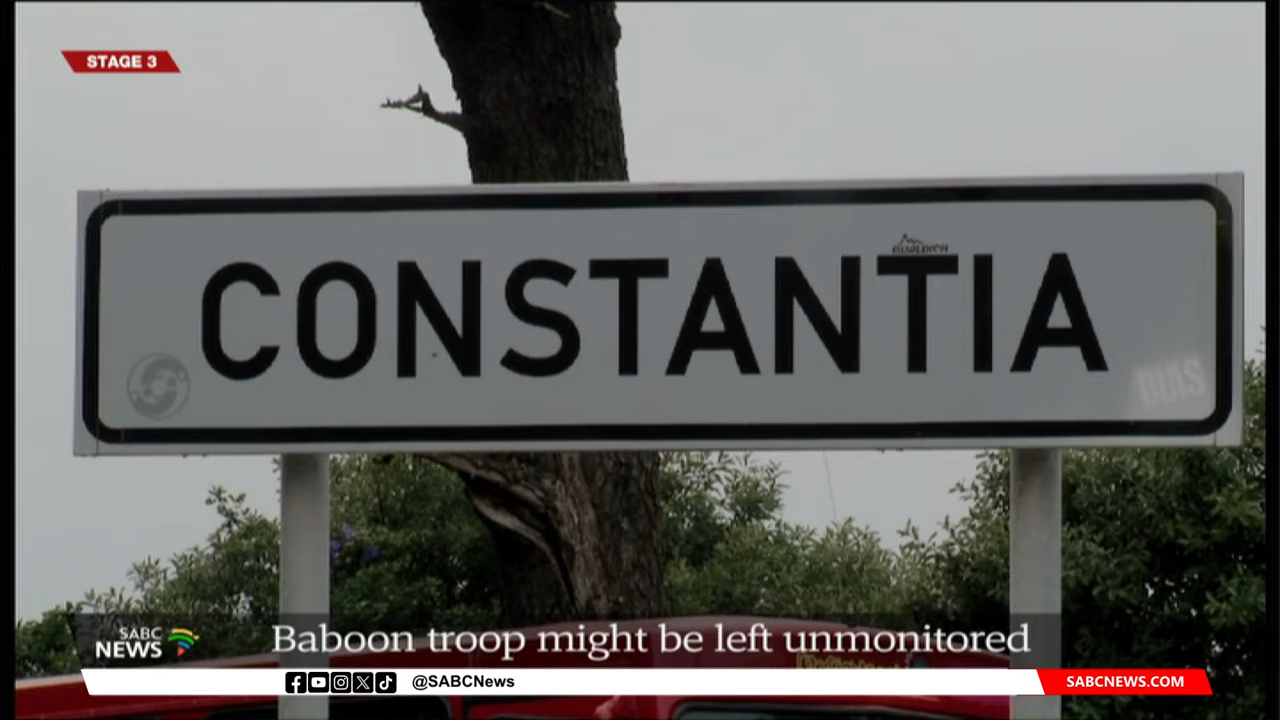 STAGE 3
CONSTANTIA
SABC
NEWS
Baboon troop might be left unmonitored
@SABCNews
SABCNEWS.COM